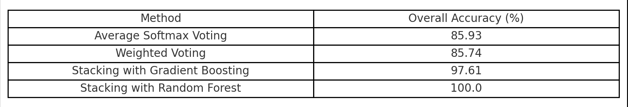 Method Overall Accuracy (%)
Average Softmax Voting 85.93
Weighted Voting 85.74
Stacking with Gradient Boosting 97.61
Stacking with Random Forest 100.0